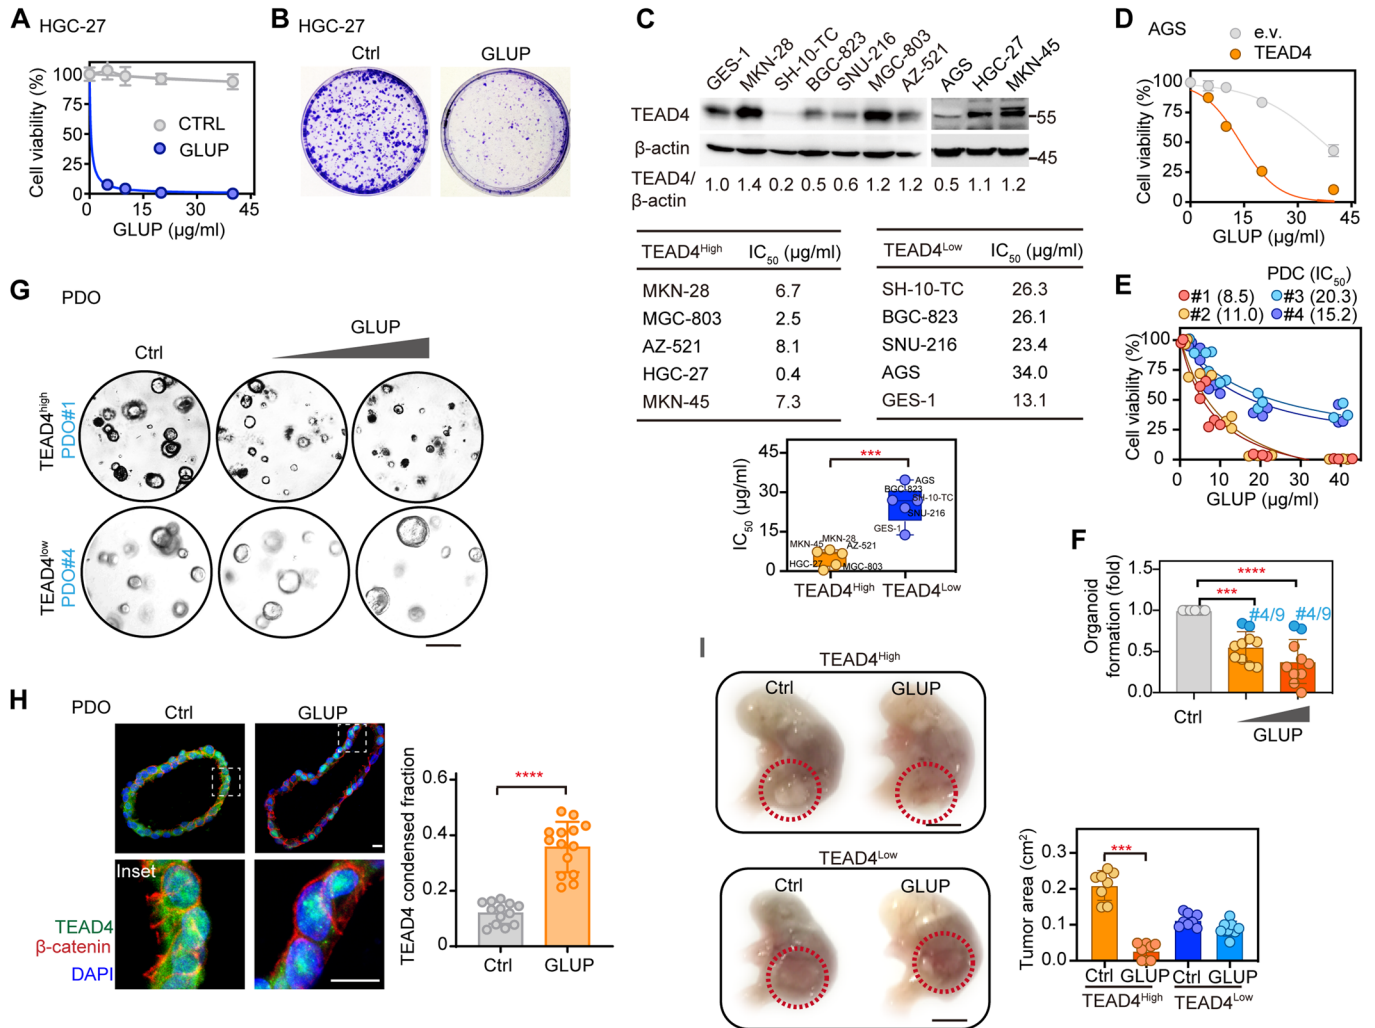 A HGC-27
Cell viability (%)
100
75
50
25
0
0 15 30 45
GLUP (µg/ml)
CTRL
GLUP
B HGC-27
Ctrl GLUP
C
GES-1 MKN-28 SH-10-TC BGC-823 SNU-216 MGC-803 AZ-521 AGS HGC-27 MKN-45
TEAD4
-55
β-actin
-45
TEAD4/ 1.0 1.4 0.2 0.5 0.6 1.2 1.2 0.5 1.1 1.2
β-actin
TEAD4High IC50 (µg/ml)
MKN-28 6.7
MGC-803 2.5
AZ-521 8.1
HGC-27 0.4
MKN-45 7.3
TEAD4Low IC50 (µg/ml)
SH-10-TC 26.3
BGC-823 26.1
SNU-216 23.4
AGS 34.0
GES-1 13.1
IC50 (µg/ml)
45
30
15
0
***
AGS
BGC-823
SH-10-TC
SNU-216
GES-1
MKN-28
MKN-45 AZ-521
HGC-27 MGC-803
TEAD4High TEAD4Low
D AGS
e.v.
TEAD4
Cell viability (%)
100
75
50
25
0
0 15 30 45
GLUP (µg/ml)
E PDC (IC50)
#1 (8.5) #3 (20.3)
#2 (11.0) #4 (15.2)
Cell viability (%)
100
75
50
25
0
0 10 20 30 40
GLUP (µg/ml)
F
Organoid
formation (fold)
1.0
0.5
0.0
****
***
#4/9 #4/9
Ctrl
GLUP
G PDO
GLUP
Ctrl
TEAD4high
PDO#1
TEAD4low
PDO#4
H PDO
Ctrl GLUP
Inset
TEAD4
β-catenin
DAPI
TEAD4 condensed fraction
0.6
0.4
0.2
0
****
Ctrl GLUP
I
TEAD4High
Ctrl GLUP
TEAD4Low
Ctrl GLUP
Tumor area (cm2)
0.3
0.2
0.1
0.0
***
Ctrl GLUP Ctrl GLUP
TEAD4High TEAD4Low